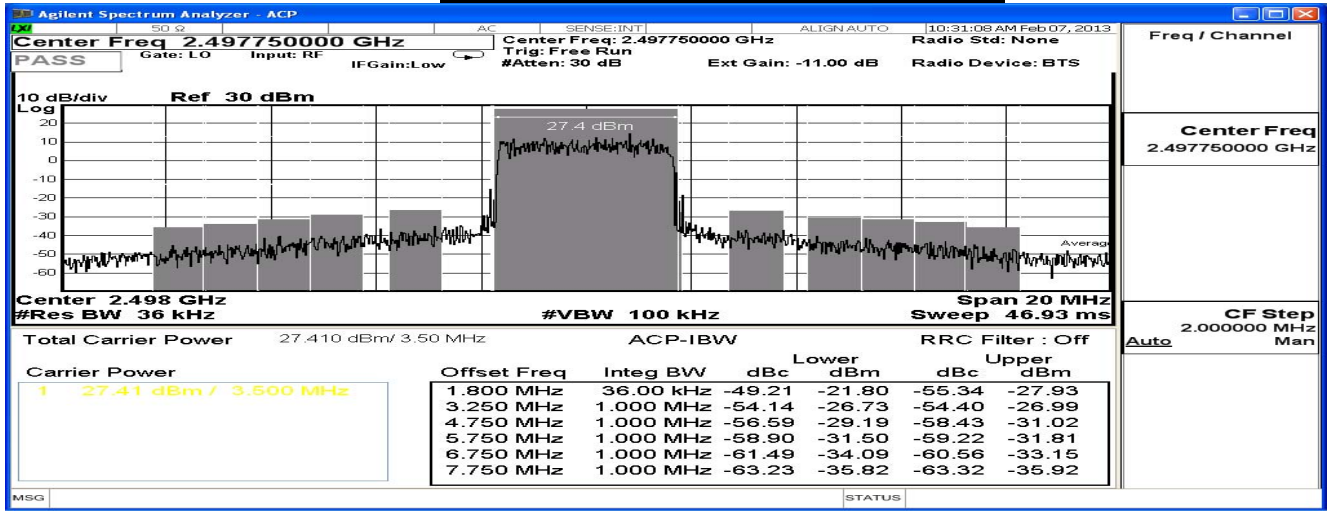 Agilent Spectrum Analyzer - ACP
LXI 50 Ω AC SENSE:INT ALIGN AUTO 10:31:08 AM Feb 07, 2013
Center Freq 2.497750000 GHz Center Freq: 2.497750000 GHz Radio Std: None
PASS Gate: LO Input: RF Trig: Free Run
IFGain:Low #Atten: 30 dB Ext Gain: -11.00 dB Radio Device: BTS
10 dB/div Ref 30 dBm
Log
20
10
0
-10
-20
-30
-40
-50
-60
27.4 dBm
Averag
Center 2.498 GHz Span 20 MHz
#Res BW 36 kHz #VBW 100 kHz Sweep 46.93 ms
Total Carrier Power 27.410 dBm/ 3.50 MHz ACP-IBW RRC Filter : Off
Lower Upper
Carrier Power Offset Freq Integ BW dBc dBm dBc dBm
1 27.41 dBm / 3.500 MHz
1.800 MHz 36.00 kHz -49.21 -21.80 -55.34 -27.93
3.250 MHz 1.000 MHz -54.14 -26.73 -54.40 -26.99
4.750 MHz 1.000 MHz -56.59 -29.19 -58.43 -31.02
5.750 MHz 1.000 MHz -58.90 -31.50 -59.22 -31.81
6.750 MHz 1.000 MHz -61.49 -34.09 -60.56 -33.15
7.750 MHz 1.000 MHz -63.23 -35.82 -63.32 -35.92
MSG STATUS
Freq / Channel
Center Freq
2.497750000 GHz
CF Step
2.000000 MHz
Auto Man